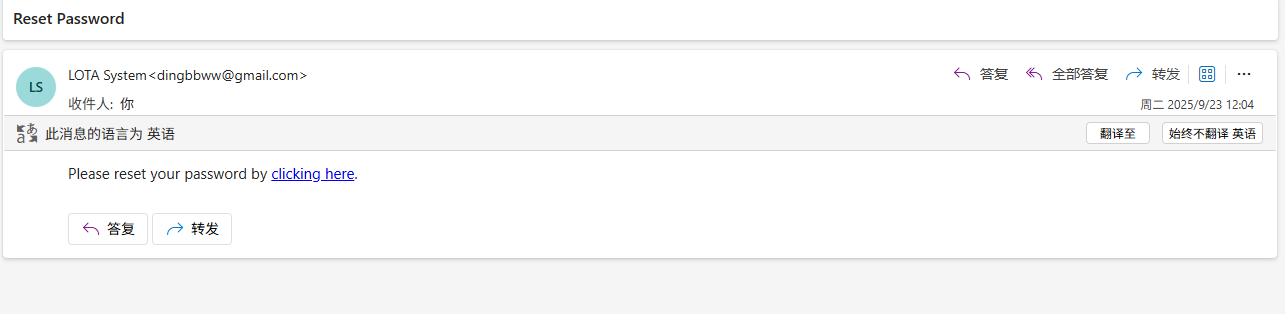 Reset Password
LS
LOTA System<dingbbww@gmail.com>
答复 全部答复 转发
收件人: 你
周二 2025/9/23 12:04
此消息的语言为 英语
翻译至 始终不翻译 英语
Please reset your password by clicking here.
答复 转发